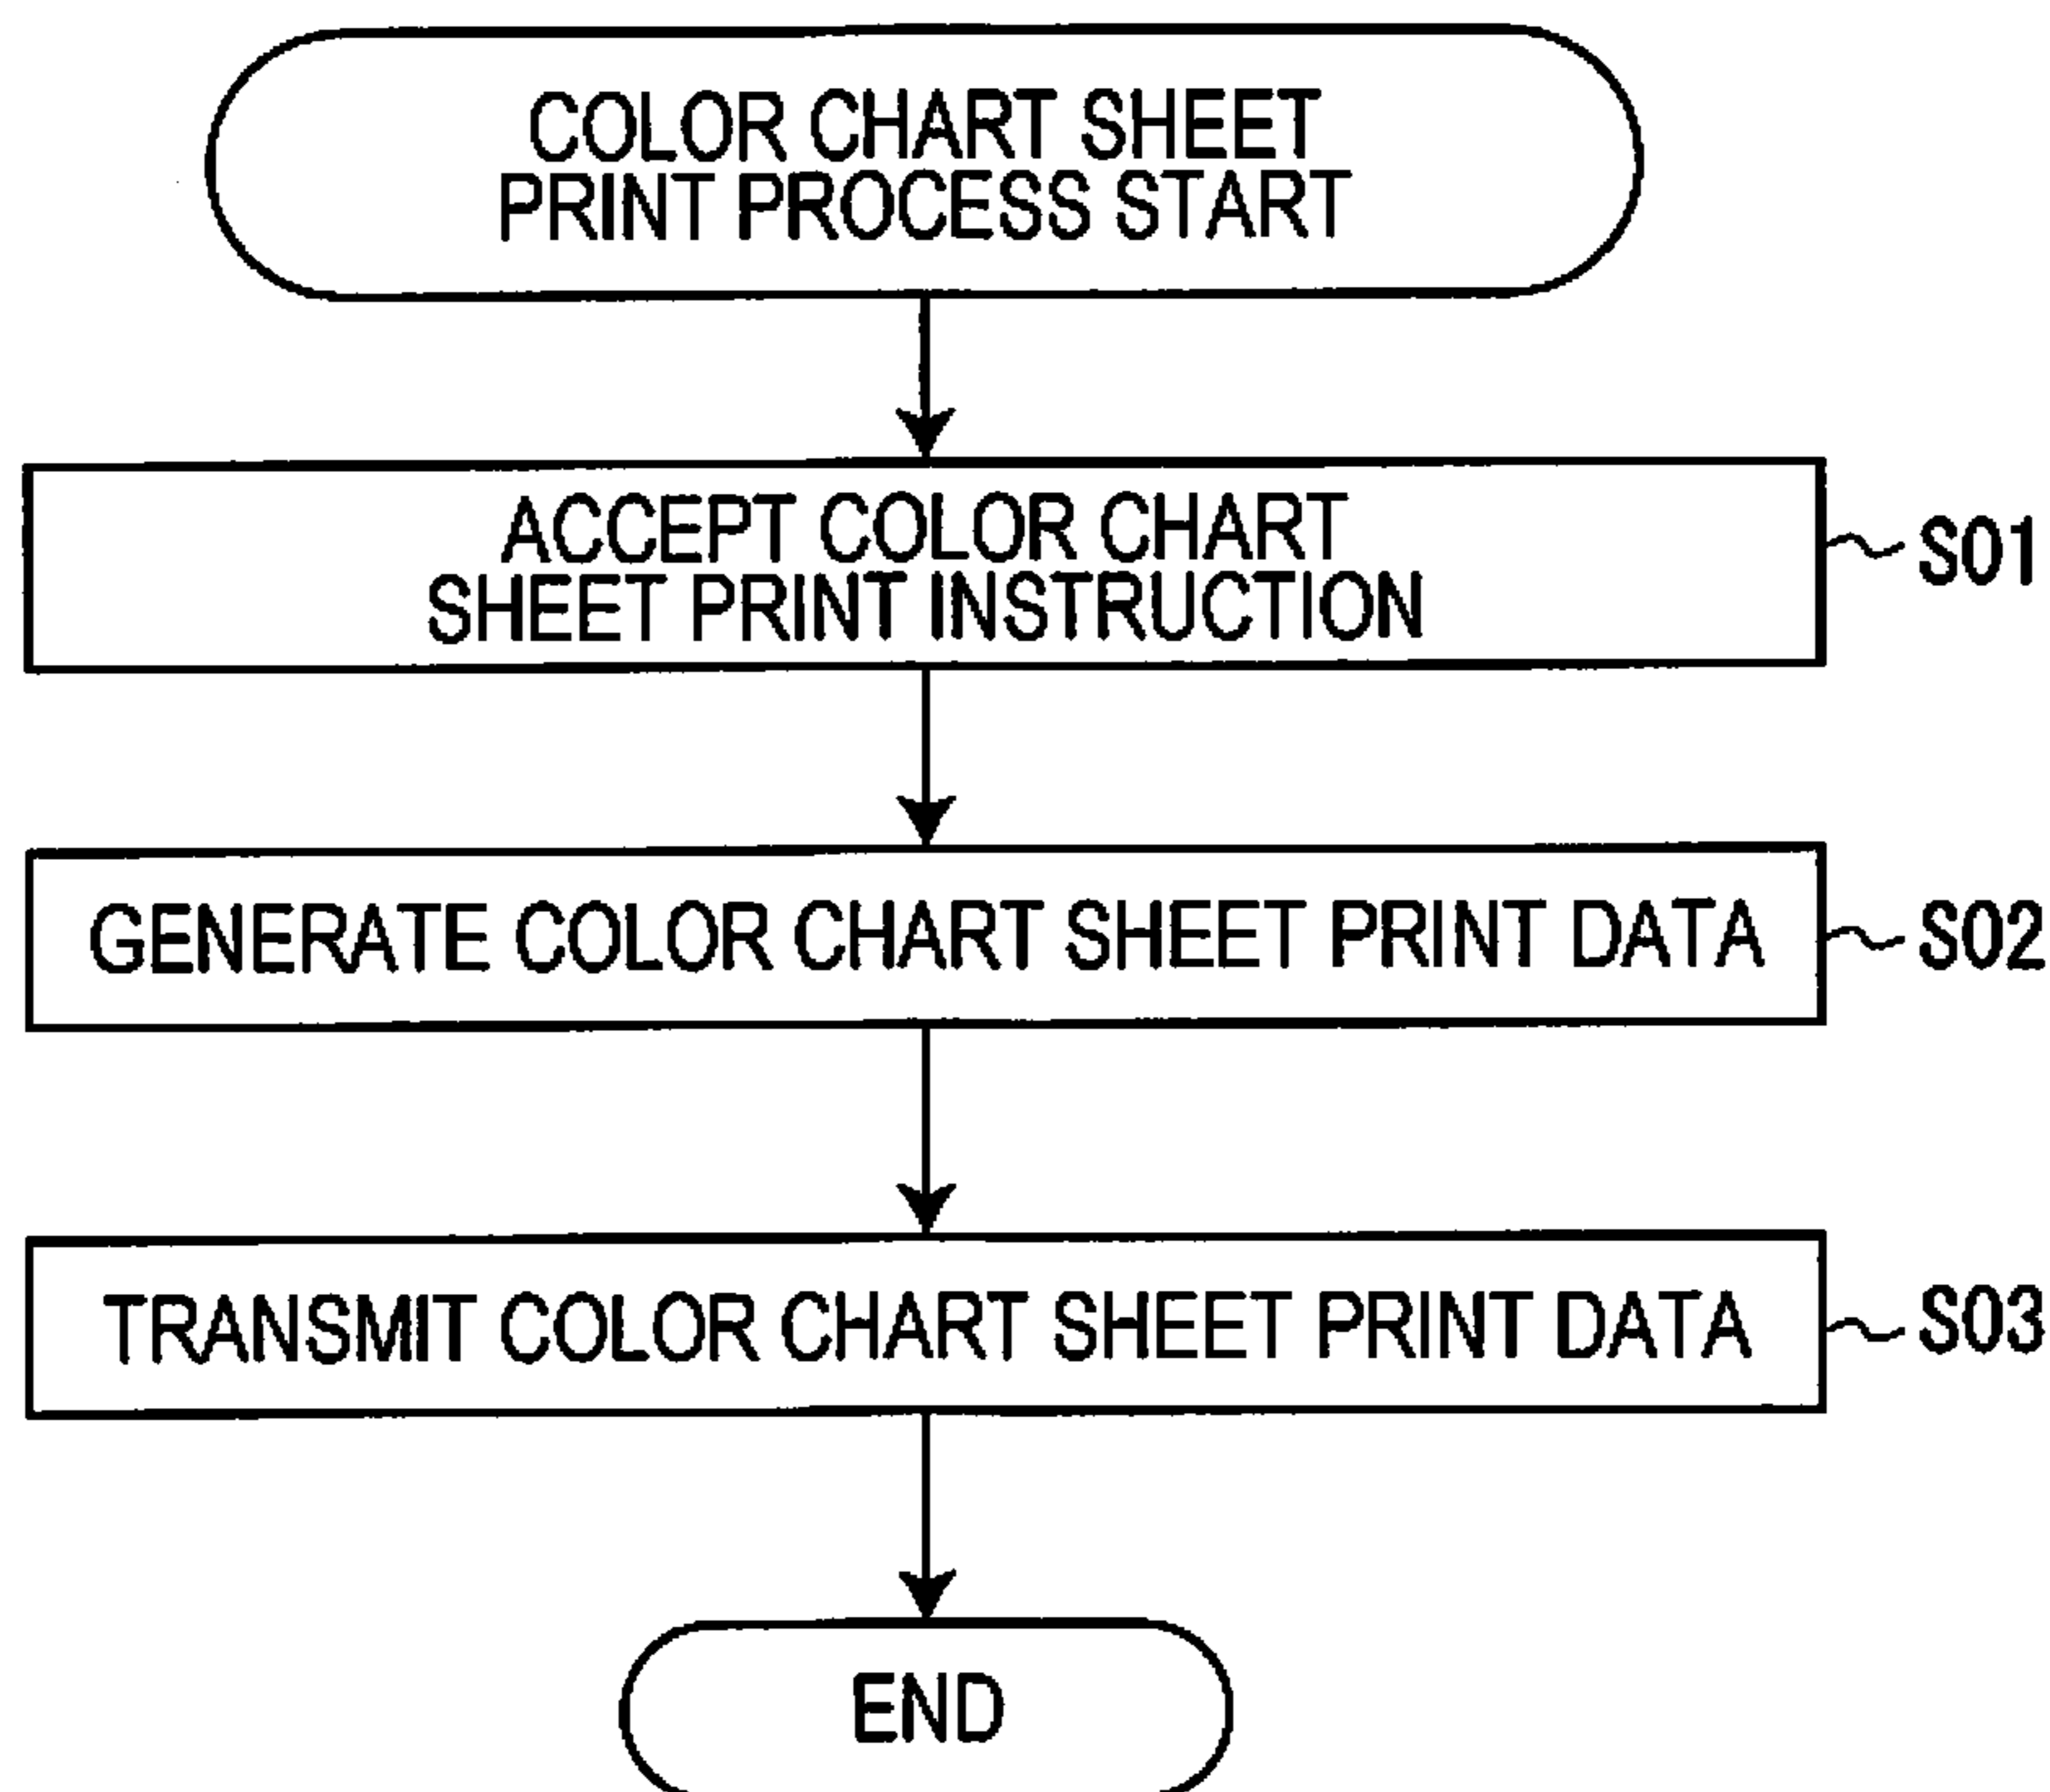 COLOR CHART SHEET
PRINT PROCESS START
ACCEPT COLOR CHART
SHEET PRINT INSTRUCTION
S01
GENERATE COLOR CHART SHEET PRINT DATA
S02
TRANSMIT COLOR CHART SHEET PRINT DATA
S03
END